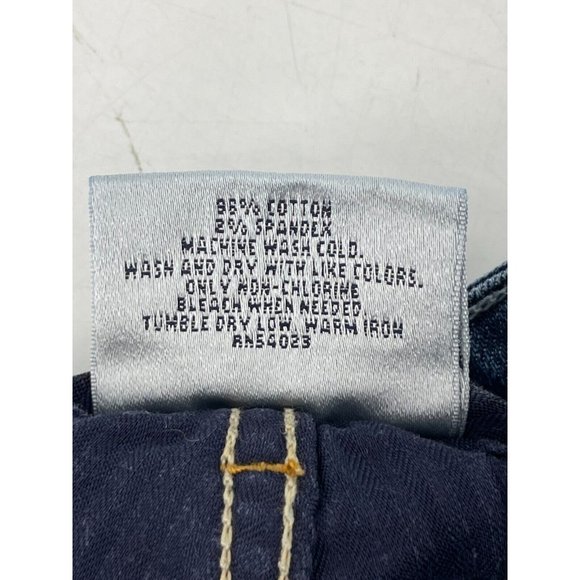 98% COTTON
2% SPANDEX
MACHINE WASH COLD.
WASH AND DRY WITH LIKE COLORS.
ONLY NON-CHLORINE
BLEACH WHEN NEEDED
TUMBLE DRY LOW, WARM IRON
RN54023